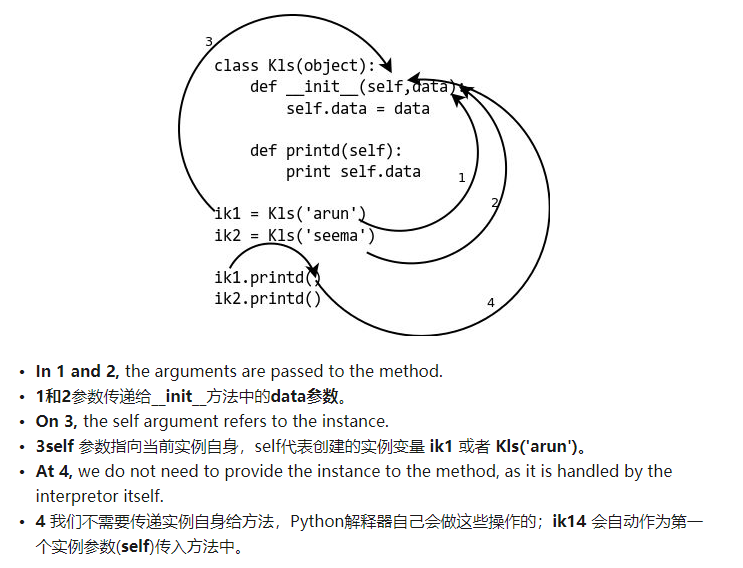 3
class Kls(object):
def __init__(self,data):
self.data = data
def printd(self):
print self.data
1
ik1 = Kls('arun')
2
ik2 = Kls('seema')
ik1.printd()
ik2.printd()
4
• In 1 and 2, the arguments are passed to the method.
• 1和2参数传递给__init__方法中的data参数。
• On 3, the self argument refers to the instance.
• 3self 参数指向当前实例自身，self代表创建的实例变量 ik1 或者 Kls('arun')。
• At 4, we do not need to provide the instance to the method, as it is handled by the
interpretor itself.
• 4 我们不需要传递实例自身给方法，Python解释器自己会做这些操作的；ik14 会自动作为第一
个实例参数(self)传入方法中。